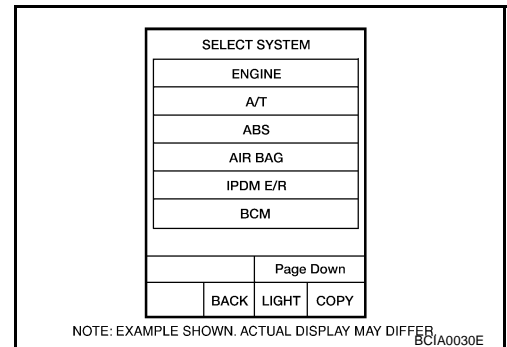 SELECT SYSTEM
ENGINE
A/T
ABS
AIR BAG
IPDM E/R
BCM
Page Down
BACK LIGHT COPY
NOTE: EXAMPLE SHOWN. ACTUAL DISPLAY MAY DIFFER.
BCIA0030E